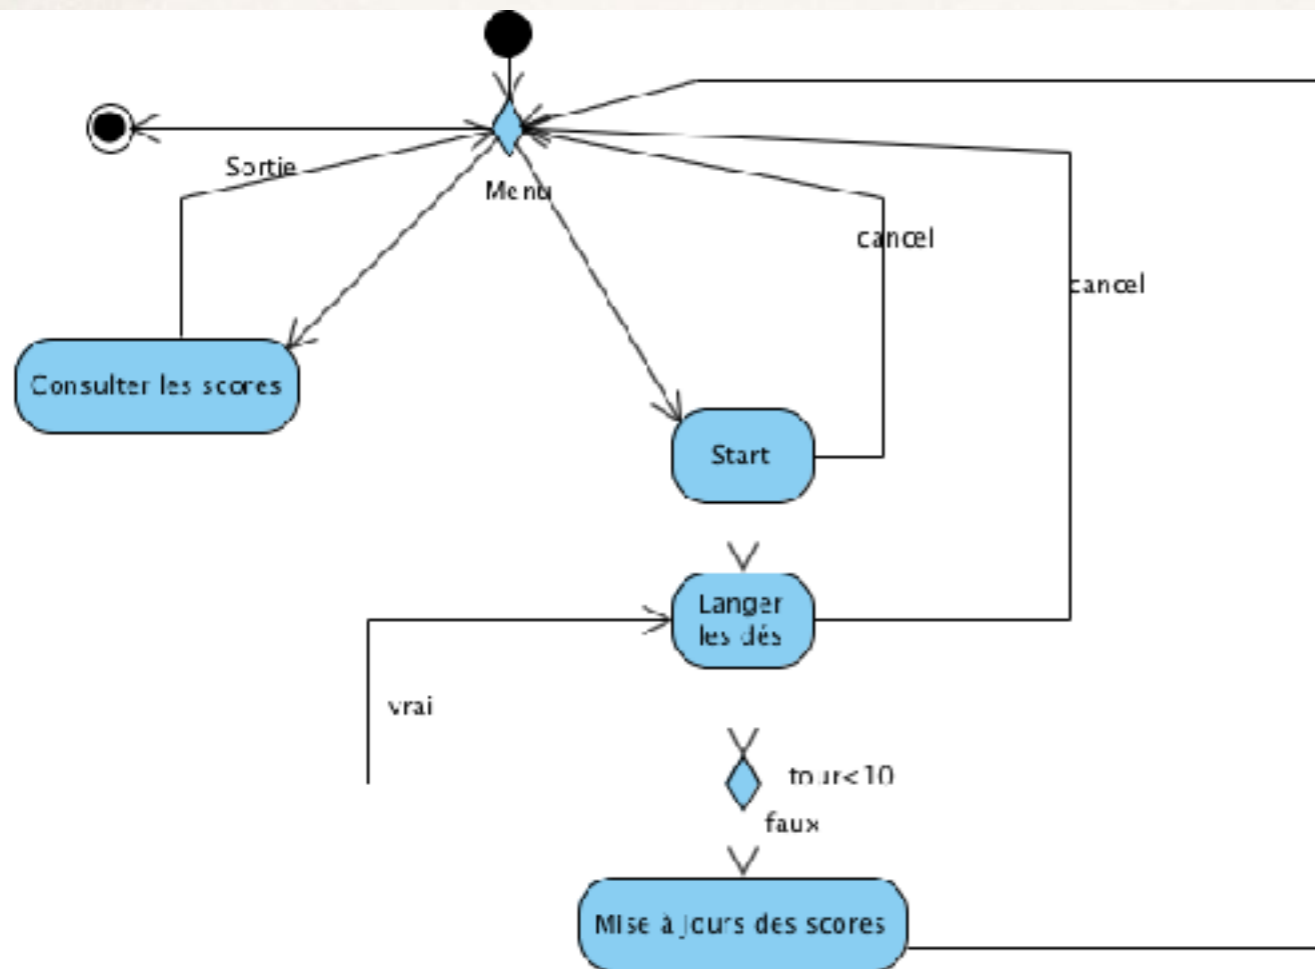 Sortie
Menu
cancel
cancel
Consulter les scores
Start
Langer
les dés
vrai
tour<10
faux
Mise à jours des scores